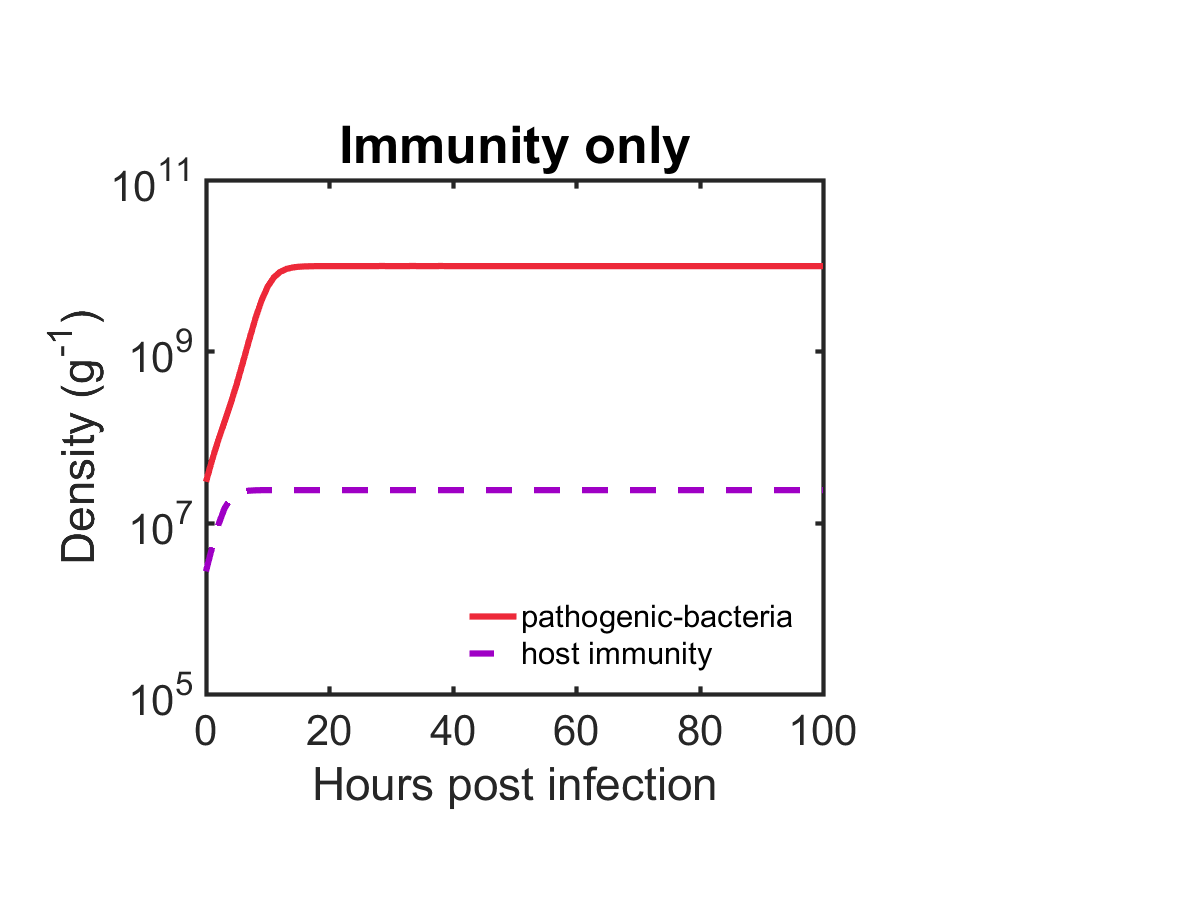 Immunity only
10^11
10^9
10^7
10^5
Density (g^-1)
pathogenic-bacteria
host immunity
0 20 40 60 80 100
Hours post infection